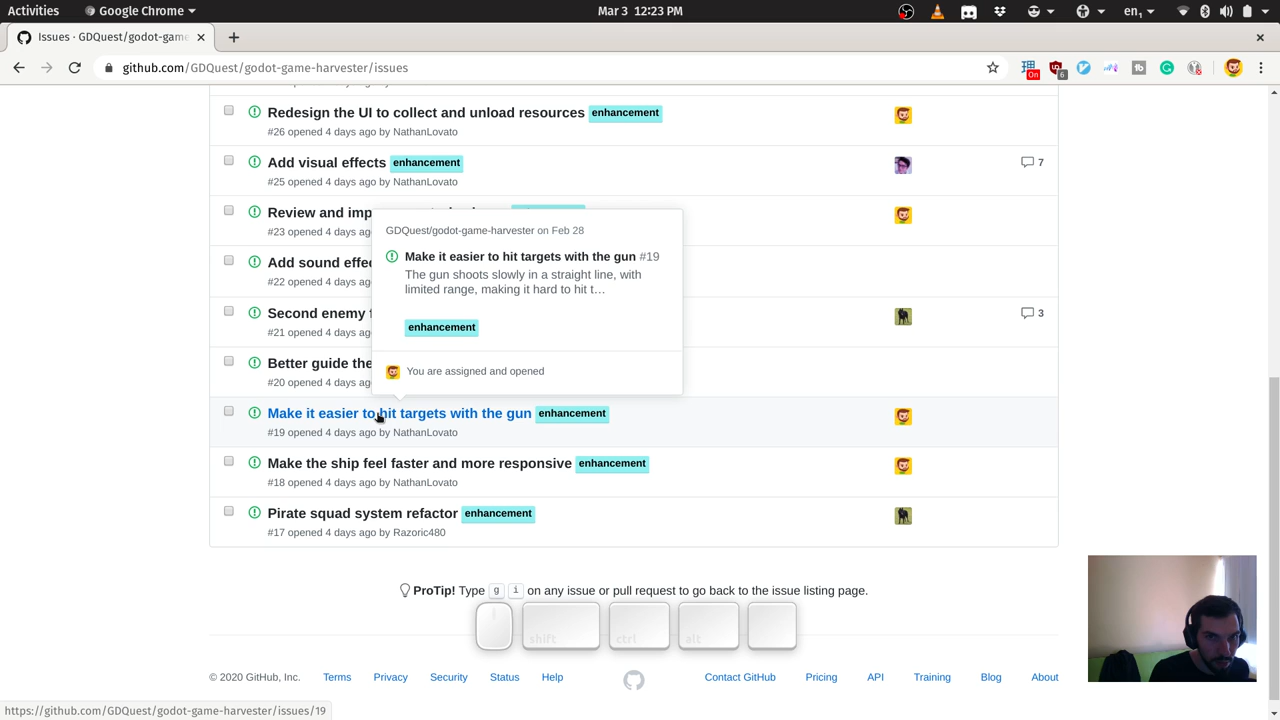 Activities Google Chrome Mar 3 12:23 PM en1
Issues · GDQuest/godot-game
github.com/GDQuest/godot-game-harvester/issues On 6
Redesign the UI to collect and unload resources enhancement
#26 opened 4 days ago by NathanLovato
Add visual effects enhancement 7
#25 opened 4 days ago by NathanLovato
Review and imp
#23 opened 4 days
GDQuest/godot-game-harvester on Feb 28
Make it easier to hit targets with the gun #19
The gun shoots slowly in a straight line, with
limited range, making it hard to hit t…
enhancement
You are assigned and opened
Add sound effe
#22 opened 4 days
Second enemy 3
#21 opened 4 days
Better guide the
#20 opened 4 days
Make it easier to hit targets with the gun enhancement
#19 opened 4 days ago by NathanLovato
Make the ship feel faster and more responsive enhancement
#18 opened 4 days ago by NathanLovato
Pirate squad system refactor enhancement
#17 opened 4 days ago by Razoric480
ProTip! Type g i on any issue or pull request to go back to the issue listing page.
shift ctrl alt
© 2020 GitHub, Inc. Terms Privacy Security Status Help Contact GitHub Pricing API Training Blog About
https://github.com/GDQuest/godot-game-harvester/issues/19